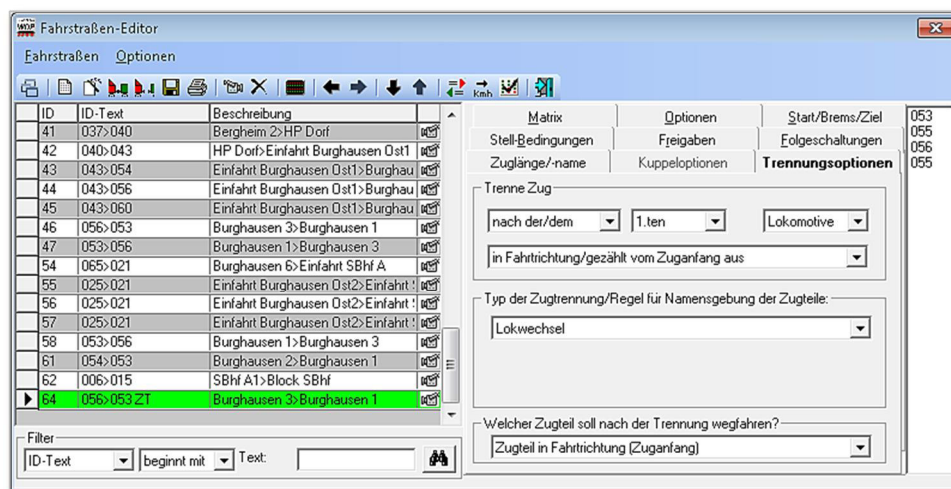 WDP Fahrstraßen-Editor
Fahrstraßen Optionen
Kmh
ID ID-Text Beschreibung
41 037>040 Bergheim 2>HP Dorf
42 040>043 HP Dorf>Einfahrt Burghausen Ost1
43 043>054 Einfahrt Burghausen Ost1>Burghau
44 043>056 Einfahrt Burghausen Ost1>Burghau
45 043>060 Einfahrt Burghausen Ost1>Burghau
46 056>053 Burghausen 3>Burghausen 1
47 053>056 Burghausen 1>Burghausen 3
54 065>021 Burghausen 6>Einfahrt SBhf A
55 025>021 Einfahrt Burghausen Ost2>Einfahrt
56 025>021 Einfahrt Burghausen Ost2>Einfahrt
57 025>021 Einfahrt Burghausen Ost2>Einfahrt
58 053>056 Burghausen 1>Burghausen 3
61 054>053 Burghausen 2>Burghausen 1
62 006>015 SBhf A1>Block SBhf
64 056>053 ZT Burghausen 3>Burghausen 1
Filter
ID-Text beginnt mit Text:
Matrix Optionen Start/Brems/Ziel
Stell-Bedingungen Freigaben Folgeschaltungen
Zuglänge/-name Kuppeloptionen Trennungsoptionen
Trenne Zug
nach der/dem 1.ten Lokomotive
in Fahrtrichtung/gezählt vom Zuganfang aus
Typ der Zugtrennung/Regel für Namensgebung der Zugteile:
Lokwechsel
Welcher Zugteil soll nach der Trennung wegfahren?
Zugteil in Fahrtrichtung (Zuganfang)
053
055
056
055